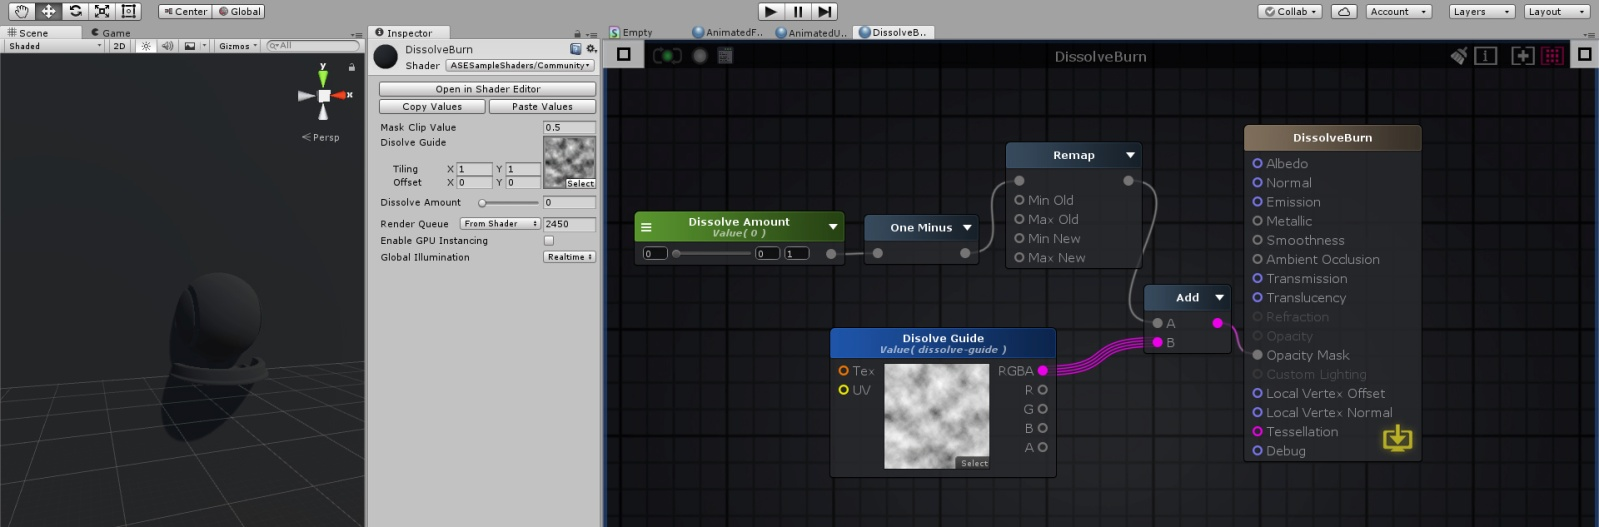 Center Global
Collab Account Layers Layout
Scene Game
Shaded 2D Gizmos All
y
x
Persp
Inspector
DissolveBurn
Shader ASESampleShaders/Community
Open in Shader Editor
Copy Values Paste Values
Mask Clip Value 0.5
Disolve Guide
Tiling X 1 Y 1
Offset X 0 Y 0
Select
Dissolve Amount 0
Render Queue From Shader 2450
Enable GPU Instancing
Global Illumination Realtime
Empty AnimatedF.. AnimatedU.. DissolveB..
DissolveBurn
Dissolve Amount
Value( 0 )
0 0 1
One Minus
Remap
Min Old
Max Old
Min New
Max New
Disolve Guide
Value( dissolve-guide )
Tex RGBA
UV R
G
B
A
Select
Add
A
B
DissolveBurn
Albedo
Normal
Emission
Metallic
Smoothness
Ambient Occlusion
Transmission
Translucency
Refraction
Opacity
Opacity Mask
Custom Lighting
Local Vertex Offset
Local Vertex Normal
Tessellation
Debug